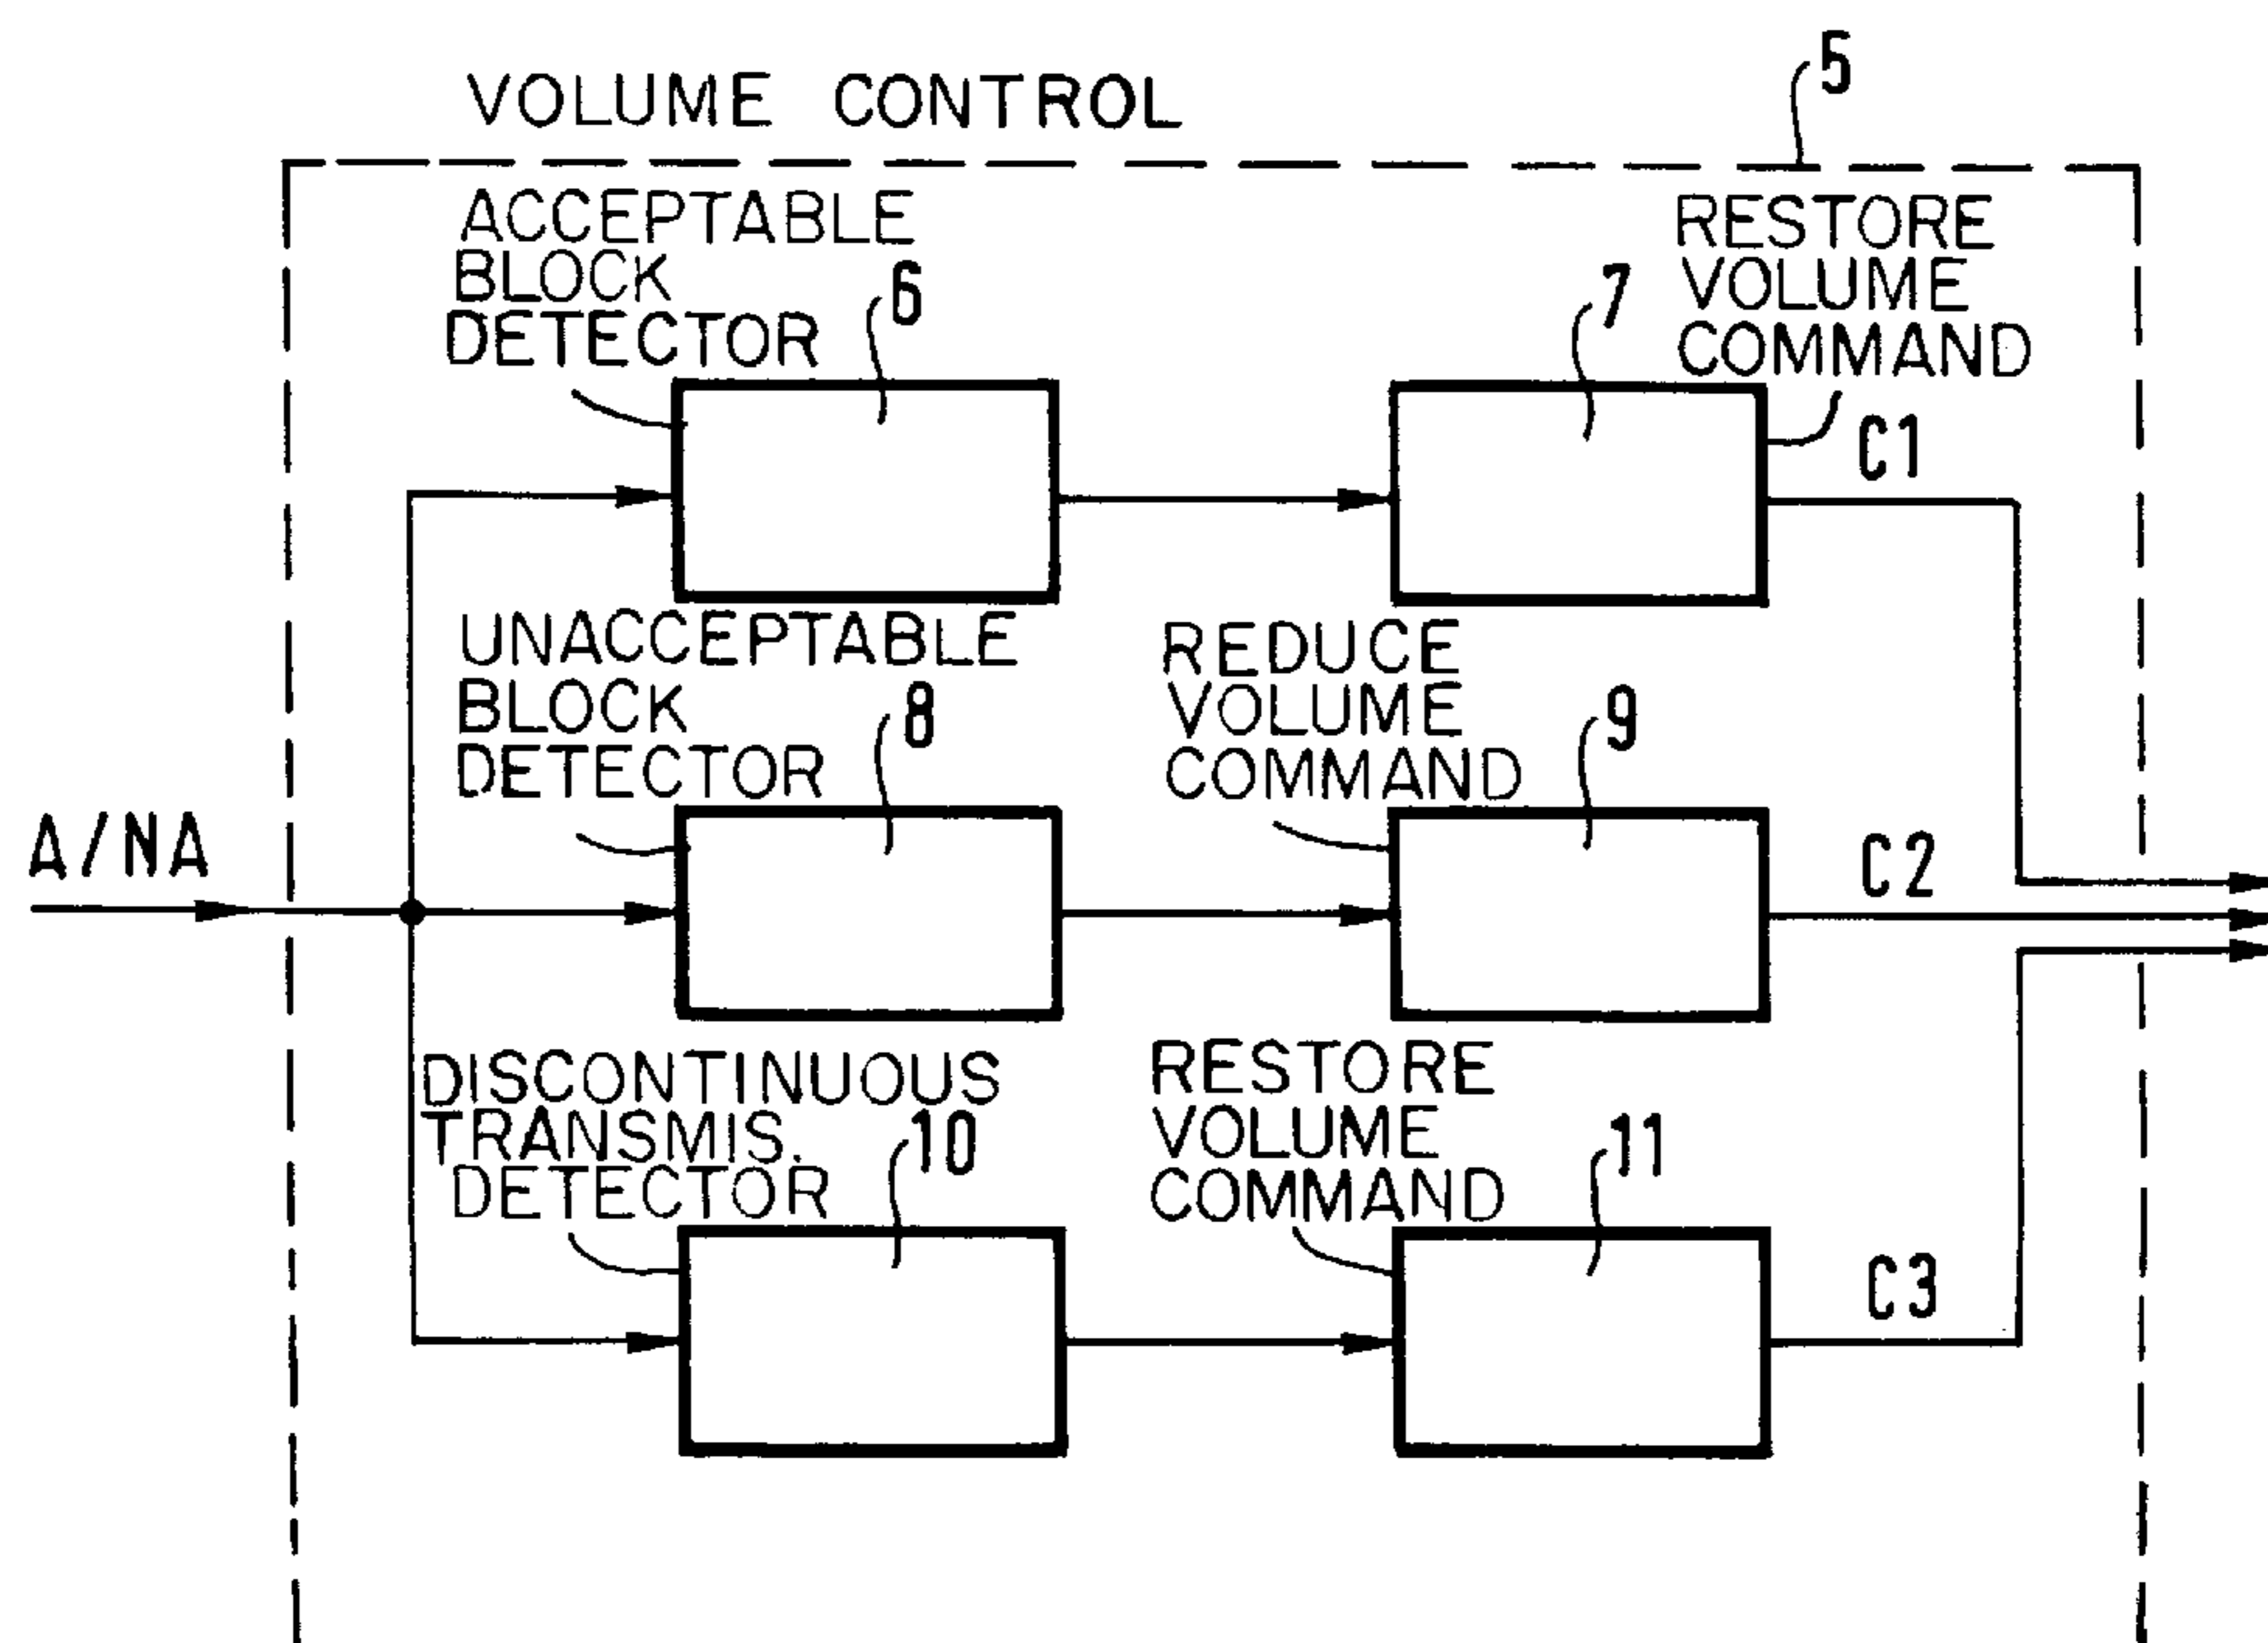 5
VOLUME CONTROL
ACCEPTABLE
BLOCK
DETECTOR
6
7
RESTORE
VOLUME
COMMAND
C1
UNACCEPTABLE
BLOCK
DETECTOR
8
REDUCE
VOLUME
COMMAND
9
A/NA
C2
DISCONTINUOUS
TRANSMIS.
DETECTOR
10
RESTORE
VOLUME
COMMAND
11
C3